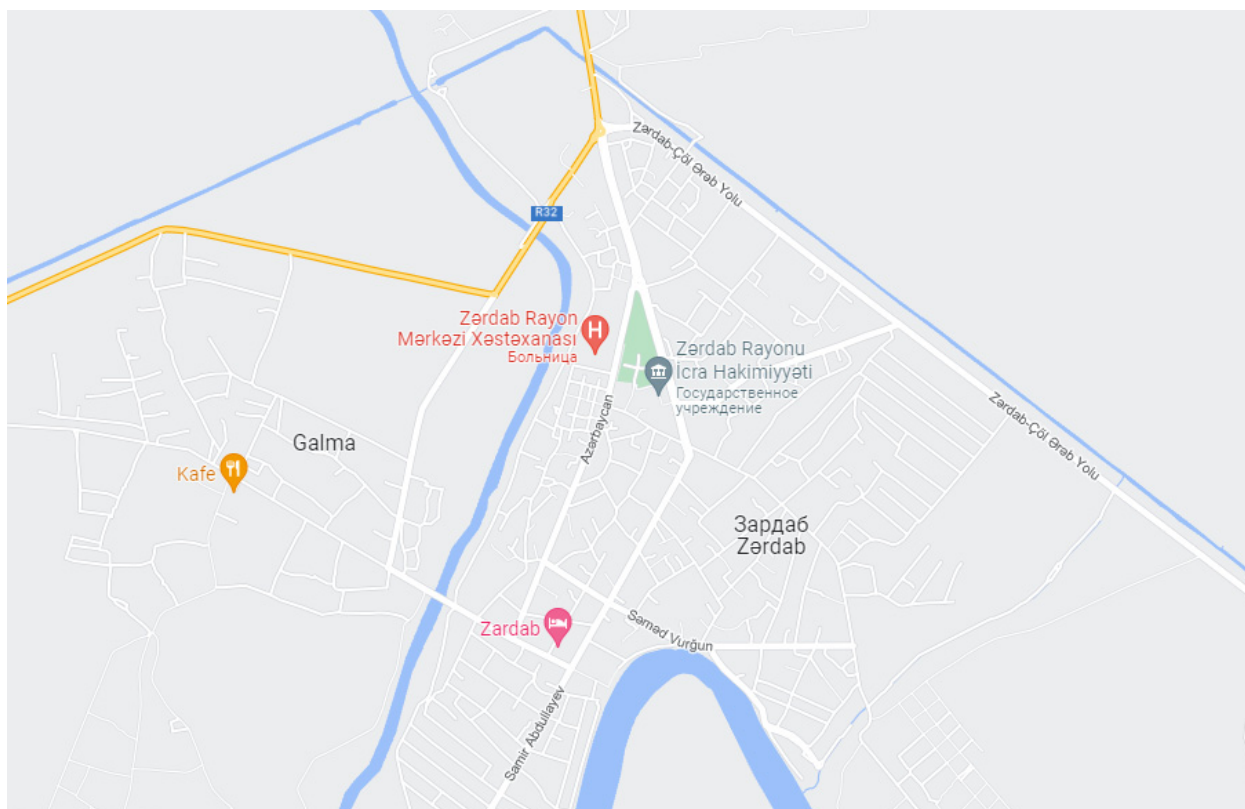 Zərdab-Çöl Ərəb Yolu
R32
Zərdab Rayon
Mərkəzi Xəstəxanası
Больница
Zərdab Rayonu
İcra Hakimiyyəti
Государственное
учреждение
Zərdab-Çöl Ərəb Yolu
Azərbaycan
Galma
Kafe
Зардаб
Zərdab
Səməd Vurğun
Zardab
Samir Abdullayev